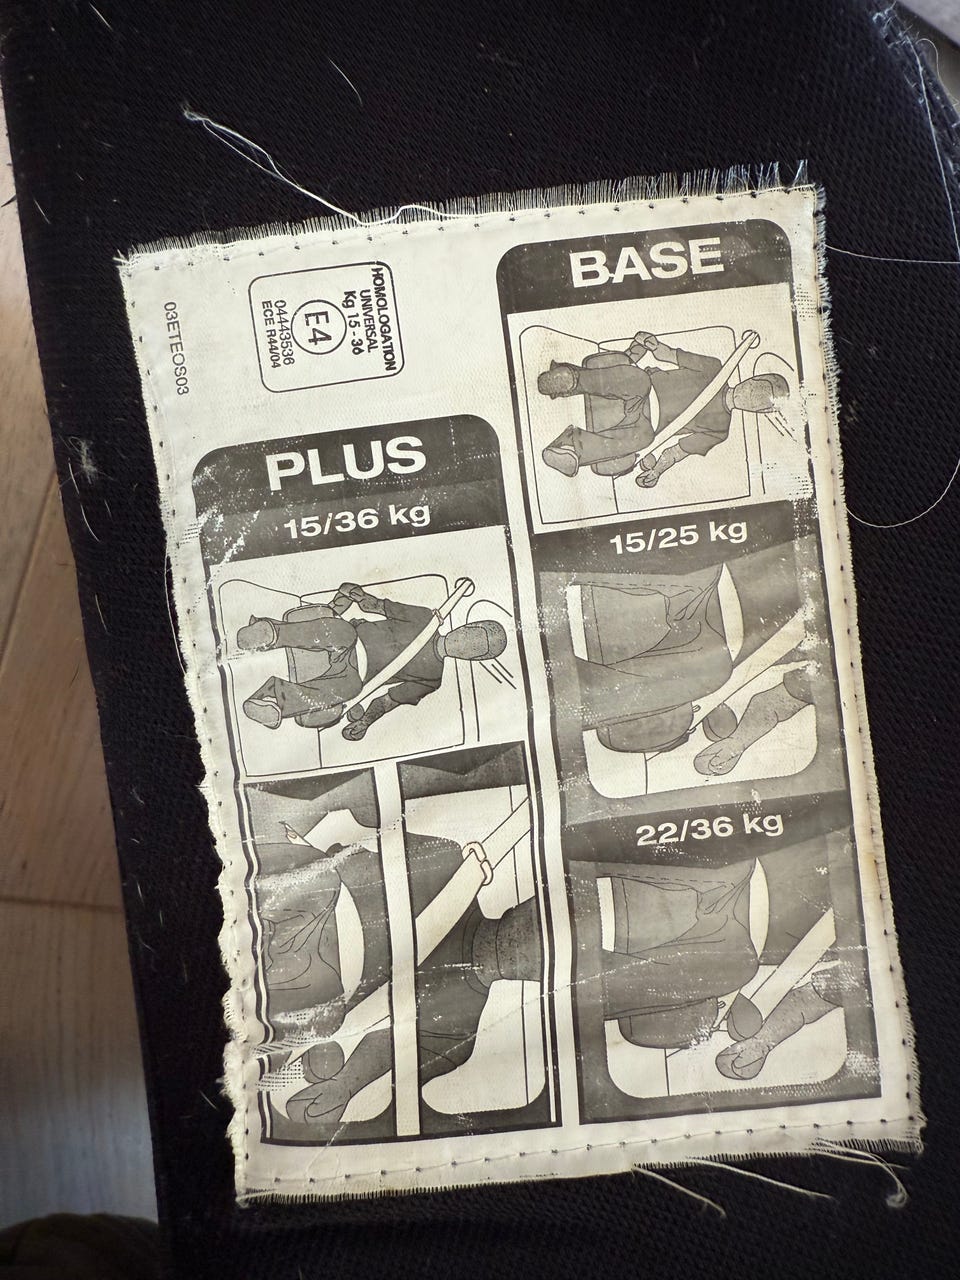 HOMOLOGATION
UNIVERSAL
Kg 15 - 36
E4
04443536
ECE R44/04
03ETEOS03
BASE
15/25 kg
22/36 kg
PLUS
15/36 kg